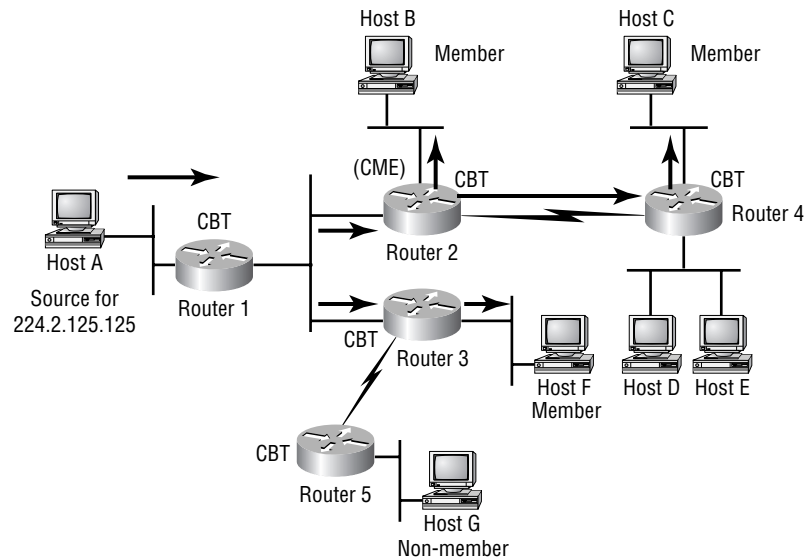 Host B
Member
Host C
Member
(CME)
CBT
Router 2
CBT
Router 4
Host A
Source for
224.2.125.125
CBT
Router 1
CBT
Router 3
Host F
Member
Host D
Host E
CBT
Router 5
Host G
Non-member